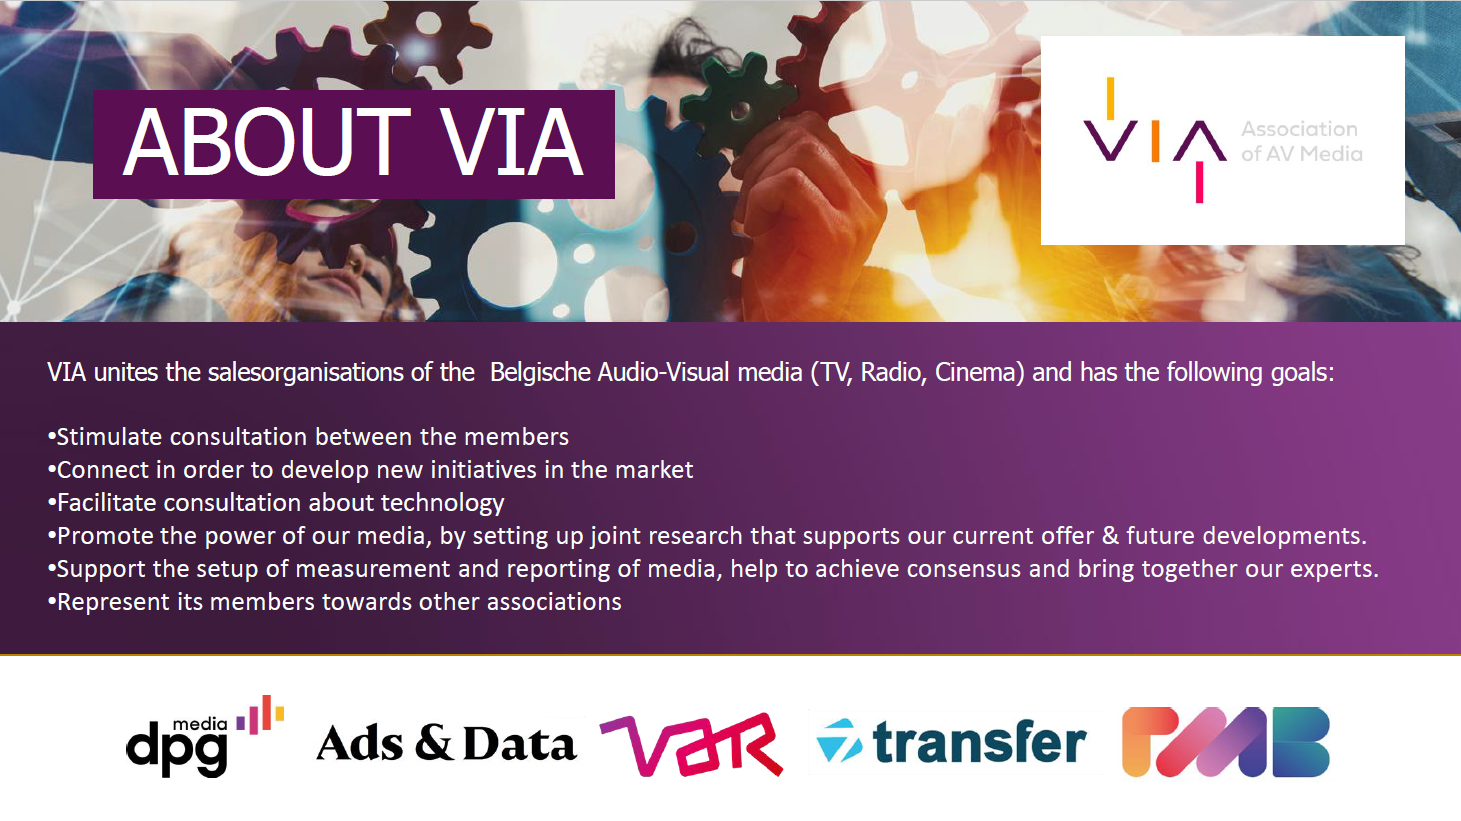 ABOUT VIA
VIA
Association
of AV Media
VIA unites the salesorganisations of the  Belgische Audio-Visual media (TV, Radio, Cinema) and has the following goals:
•Stimulate consultation between the members
•Connect in order to develop new initiatives in the market
•Facilitate consultation about technology
•Promote the power of our media, by setting up joint research that supports our current offer & future developments.
•Support the setup of measurement and reporting of media, help to achieve consensus and bring together our experts.
•Represent its members towards other associations
media
dpg
Ads & Data
var
transfer
PMB